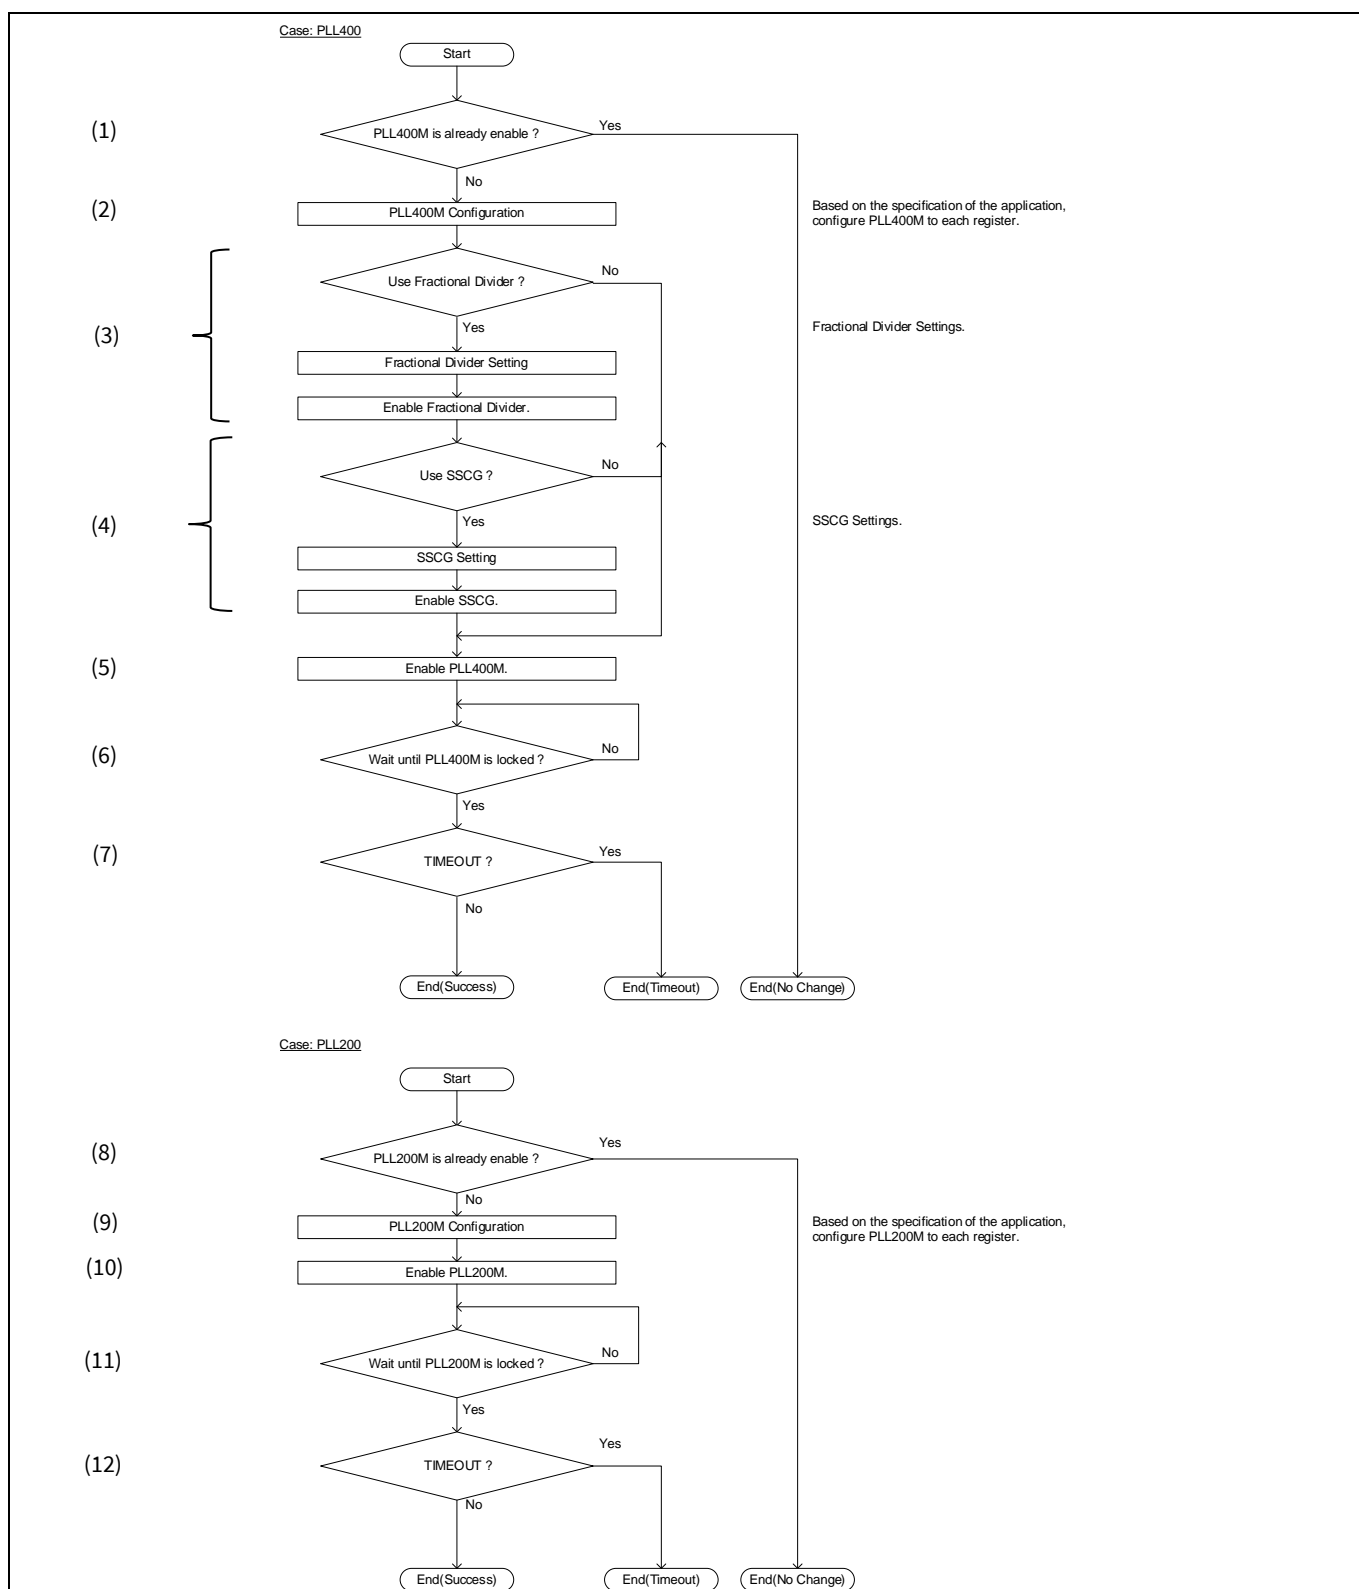 Case: PLL400
Start
(1)
PLL400M is already enable ?
Yes
No
(2)
PLL400M Configuration
Based on the specification of the application,
configure PLL400M to each register.
Use Fractional Divider ?
No
(3)
Yes
Fractional Divider Settings.
Fractional Divider Setting
Enable Fractional Divider.
Use SSCG ?
No
(4)
Yes
SSCG Settings.
SSCG Setting
Enable SSCG.
(5)
Enable PLL400M.
(6)
Wait until PLL400M is locked ?
No
Yes
(7)
TIMEOUT ?
Yes
No
End(Success)
End(Timeout)
End(No Change)
Case: PLL200
Start
(8)
PLL200M is already enable ?
Yes
No
(9)
PLL200M Configuration
Based on the specification of the application,
configure PLL200M to each register.
(10)
Enable PLL200M.
(11)
Wait until PLL200M is locked ?
No
Yes
(12)
TIMEOUT ?
Yes
No
End(Success)
End(Timeout)
End(No Change)